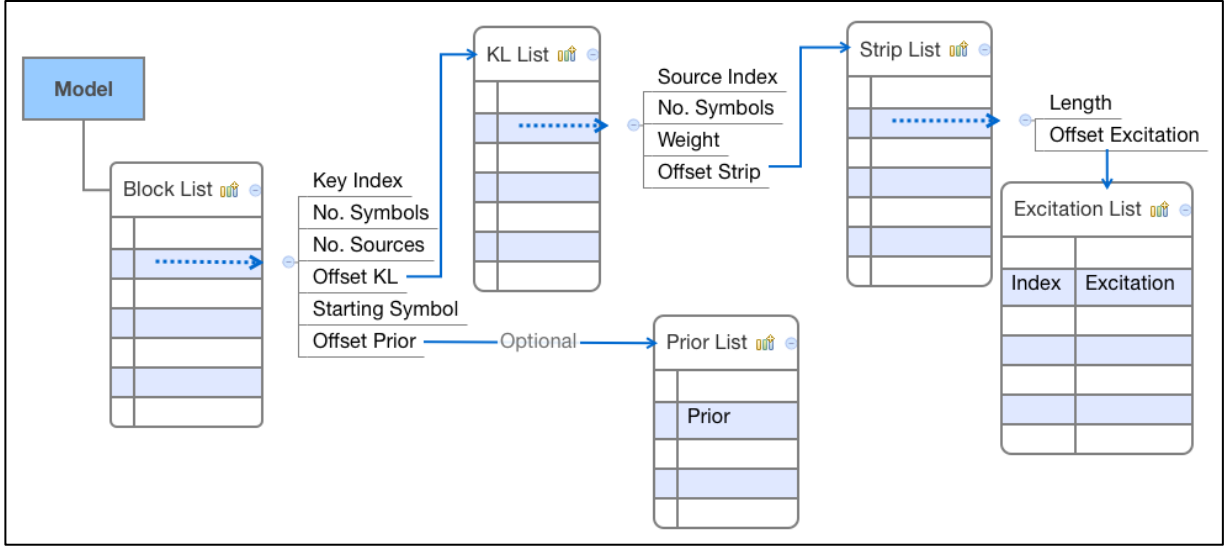 Model
Block List
Key Index
No. Symbols
No. Sources
Offset KL
Starting Symbol
Offset Prior
Optional
KL List
Source Index
No. Symbols
Weight
Offset Strip
Strip List
Length
Offset Excitation
Excitation List
Index Excitation
Prior List
Prior